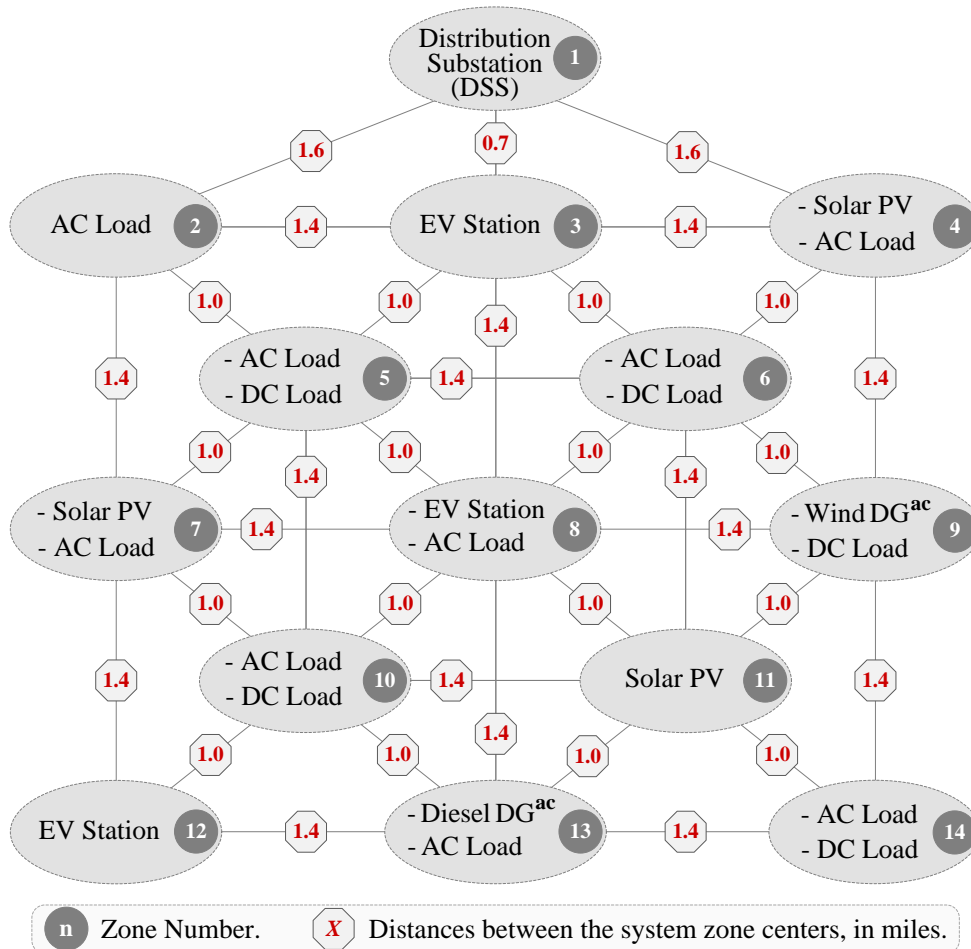 Distribution
Substation
(DSS)
1
1.6
0.7
1.6
AC Load
2
1.4
EV Station
3
1.4
- Solar PV
- AC Load
4
1.0
1.0
1.0
1.0
1.4
1.4
1.4
- AC Load
- DC Load
5
1.4
- AC Load
- DC Load
6
1.0
1.0
1.0
1.0
1.4
1.4
- Solar PV
- AC Load
7
1.4
- EV Station
- AC Load
8
1.4
- Wind DGᵃᶜ
- DC Load
9
1.0
1.0
1.0
1.0
1.4
- AC Load
- DC Load
10
1.4
Solar PV
11
1.4
1.4
1.0
1.0
1.0
1.0
EV Station
12
1.4
- Diesel DGᵃᶜ
- AC Load
13
1.4
- AC Load
- DC Load
14
n Zone Number.
X Distances between the system zone centers, in miles.